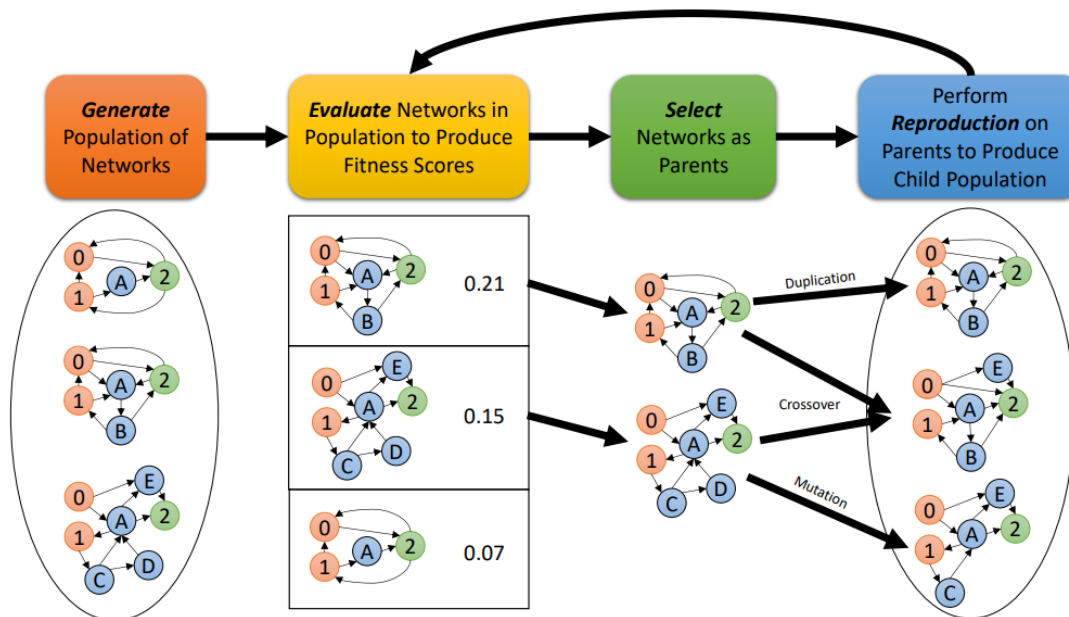 Generate
Population of
Networks
Evaluate Networks in
Population to Produce
Fitness Scores
Select
Networks as
Parents
Perform
Reproduction on
Parents to Produce
Child Population
0
1
A
2
0
1
A
2
B
0
1
A
2
E
C
D
0
1
A
2
B
0.21
0
1
A
2
E
C
D
0.15
0
1
A
2
0.07
0
1
A
2
B
0
1
A
2
E
C
D
Duplication
Crossover
Mutation
0
1
A
2
B
0
1
A
2
E
B
0
1
A
2
E
C